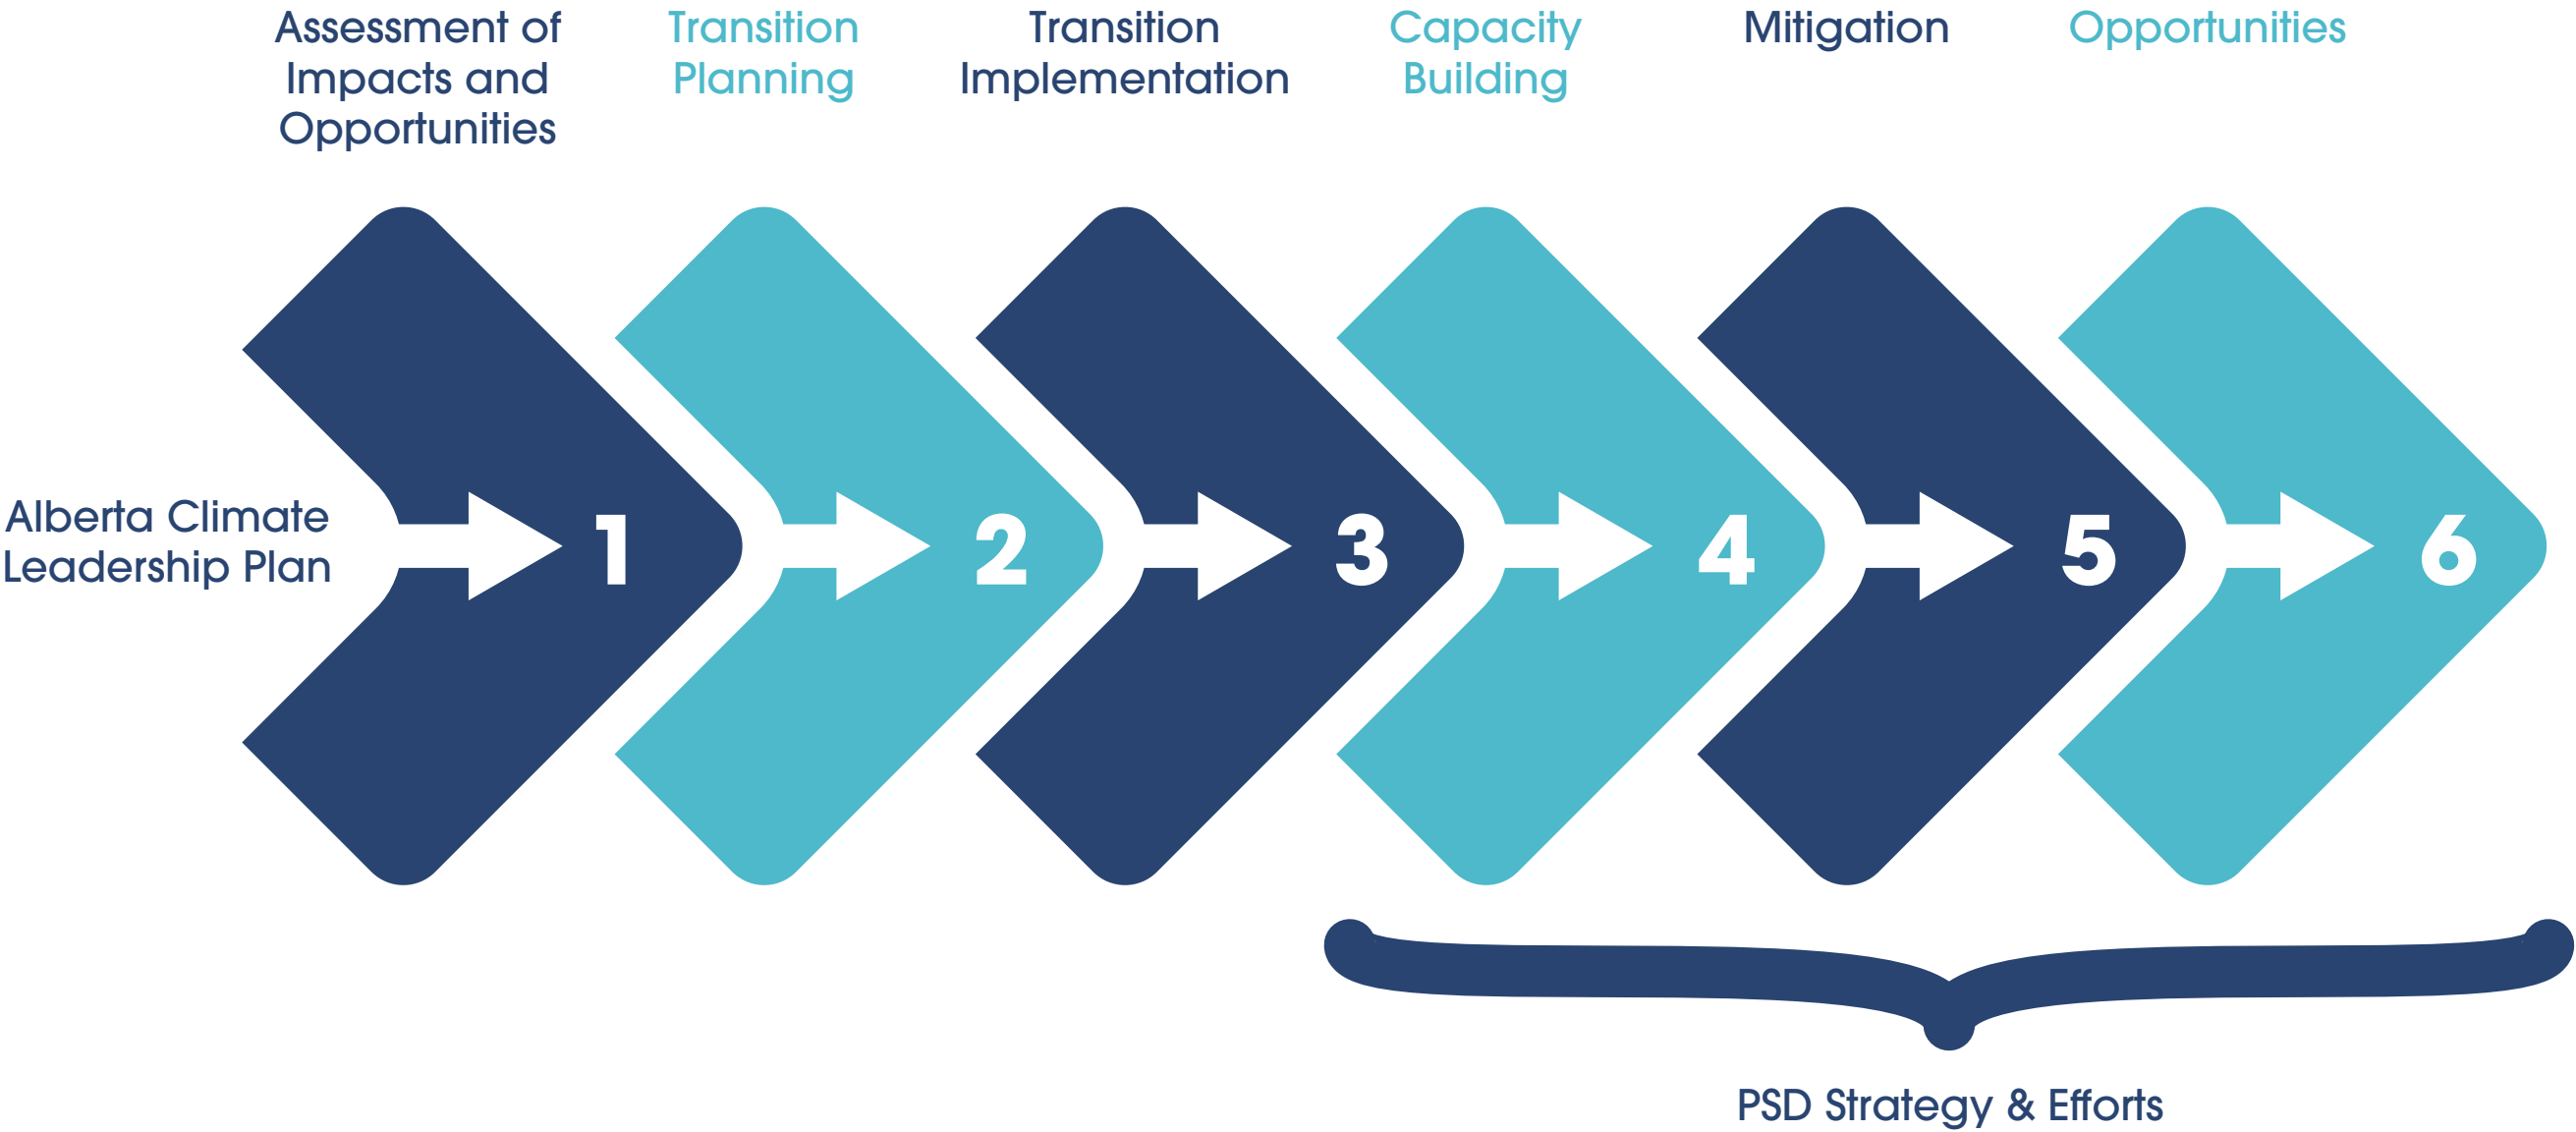 Assessment of
Impacts and
Opportunities
Transition
Planning
Transition
Implementation
Capacity
Building
Mitigation
Opportunities
Alberta Climate
Leadership Plan
1
2
3
4
5
6
PSD Strategy & Efforts